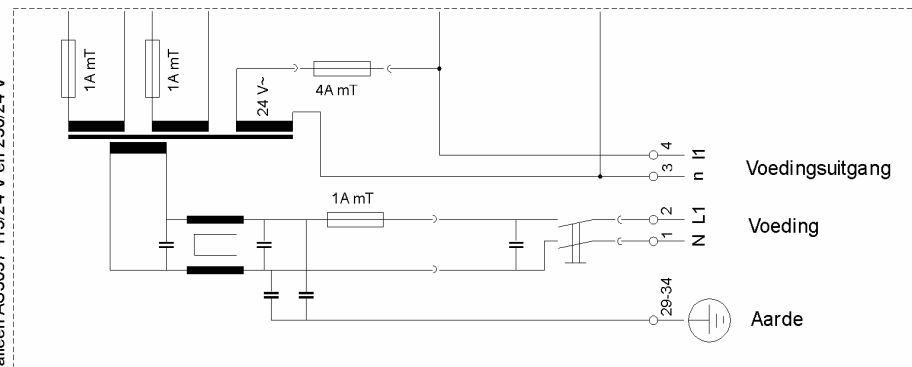 1A mT
1A mT
24 V~
4A mT
4 l1
3 n
Voedingsuitgang
1A mT
2 L1
1 N
Voeding
29-34
Aarde